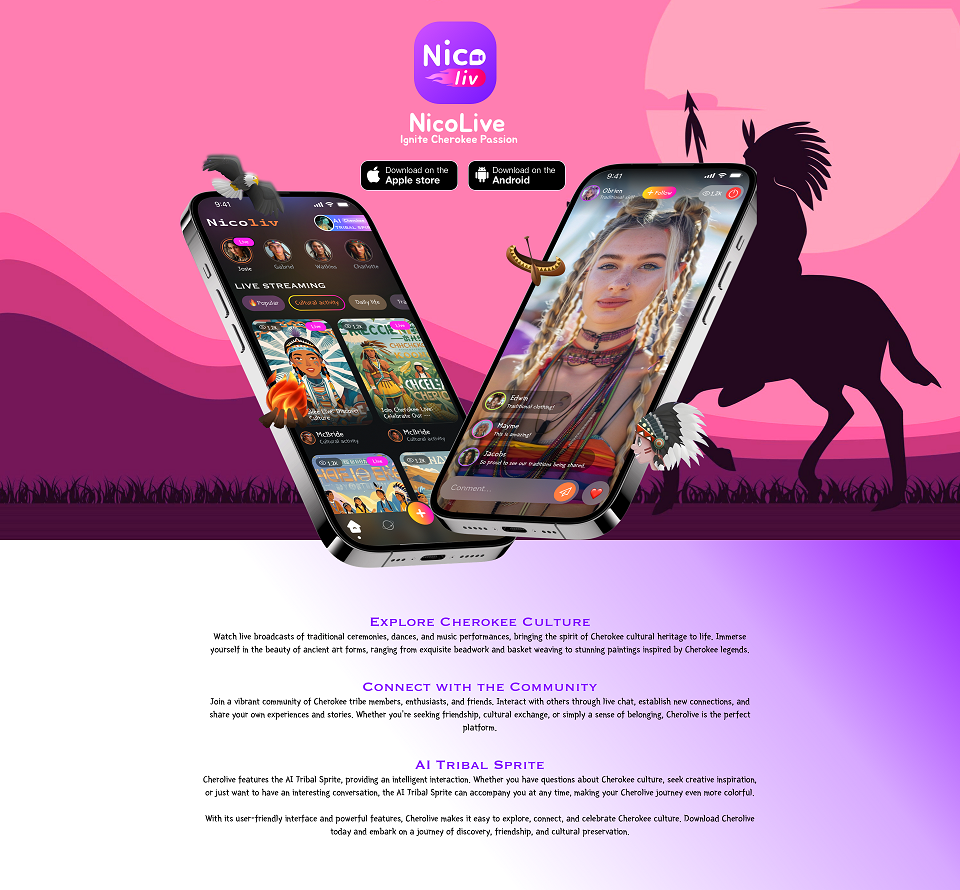 Nico
liv
NicoLive
Ignite Cherokee Passion
Download on the
Apple store
Download on the
Android
9:41
Nicoliv
AI Cherokee
TRIBAL
Live
Josie
Gabriel
Watkins
Charlotte
LIVE STREAMING
Popular
Cultural activity
Daily life
1.2k
Live
1.2k
Live
Culture
Celebrate Our
McBride
Cultural activity
McBride
Cultural activity
1.2k
Live
1.2k
9:41
Obrien
+ Follow
1.2k
Edwin
Traditional clothing!
Mayme
This is amazing!
Jacobs
So proud to see our traditions being shared.
Comment...
Explore Cherokee Culture
Watch live broadcasts of traditional ceremonies, dances, and music performances, bringing the spirit of Cherokee cultural heritage to life. Immerse
yourself in the beauty of ancient art forms, ranging from exquisite beadwork and basket weaving to stunning paintings inspired by Cherokee legends.
Connect with the Community
Join a vibrant community of Cherokee tribe members, enthusiasts, and friends. Interact with others through live chat, establish new connections, and
share your own experiences and stories. Whether you're seeking friendship, cultural exchange, or simply a sense of belonging, Cherolive is the perfect
platform.
AI Tribal Sprite
Cherolive features the AI Tribal Sprite, providing an intelligent interaction. Whether you have questions about Cherokee culture, seek creative inspiration,
or just want to have an interesting conversation, the AI Tribal Sprite can accompany you at any time, making your Cherolive journey even more colorful.
With its user-friendly interface and powerful features, Cherolive makes it easy to explore, connect, and celebrate Cherokee culture. Download Cherolive
today and embark on a journey of discovery, friendship, and cultural preservation.